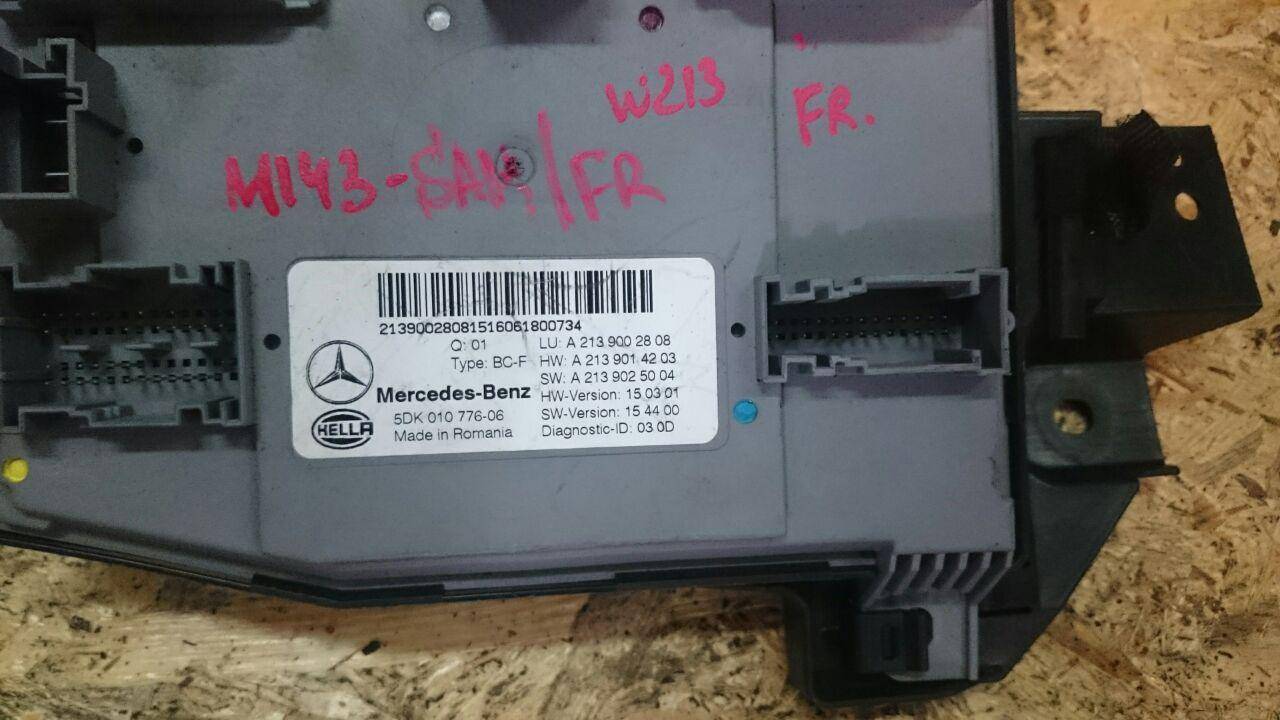 W213
FR.
M143-SAM/FR
21390028081516061800734
Q: 01
LU: A 213 900 28 08
Type: BC-F
HW: A 213 901 42 03
SW: A 213 902 50 04
Mercedes-Benz
HW-Version: 15 03 01
5DK 010 776-06
SW-Version: 15 44 00
HELLA
Made in Romania
Diagnostic-ID: 03 0D